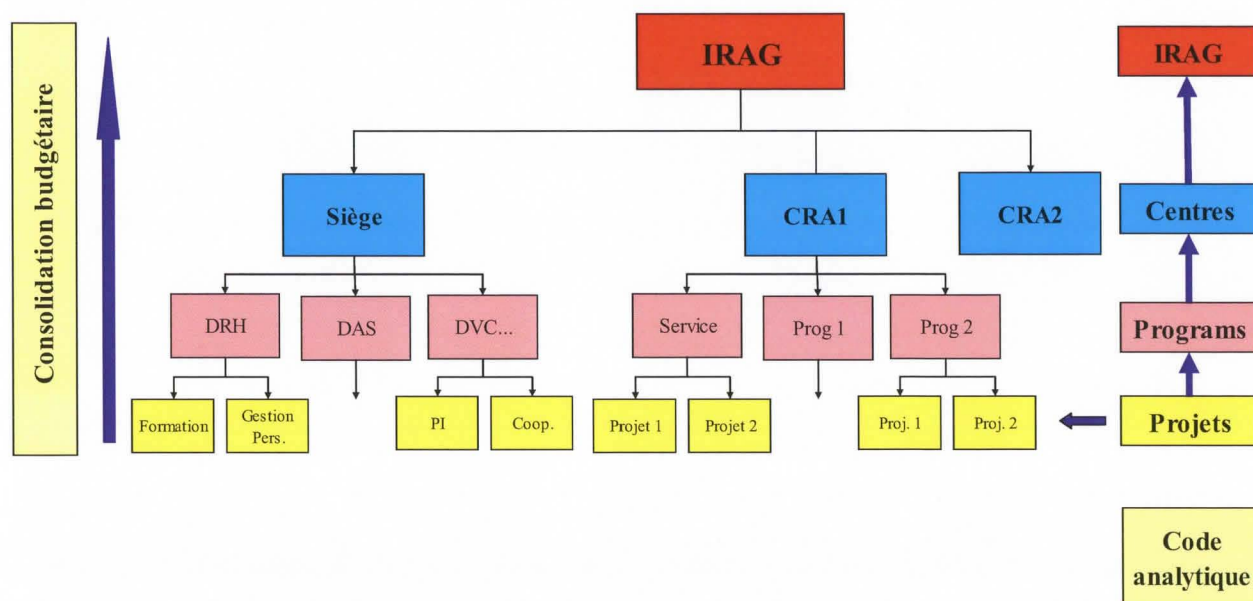 Consolidation budgétaire
IRAG
IRAG
Siège
CRA1
CRA2
Centres
DRH
DAS
DVC...
Service
Prog 1
Prog 2
Programs
Formation
Gestion
Pers.
PI
Coop.
Projet 1
Projet 2
Proj. 1
Proj. 2
Projets
Code
analytique